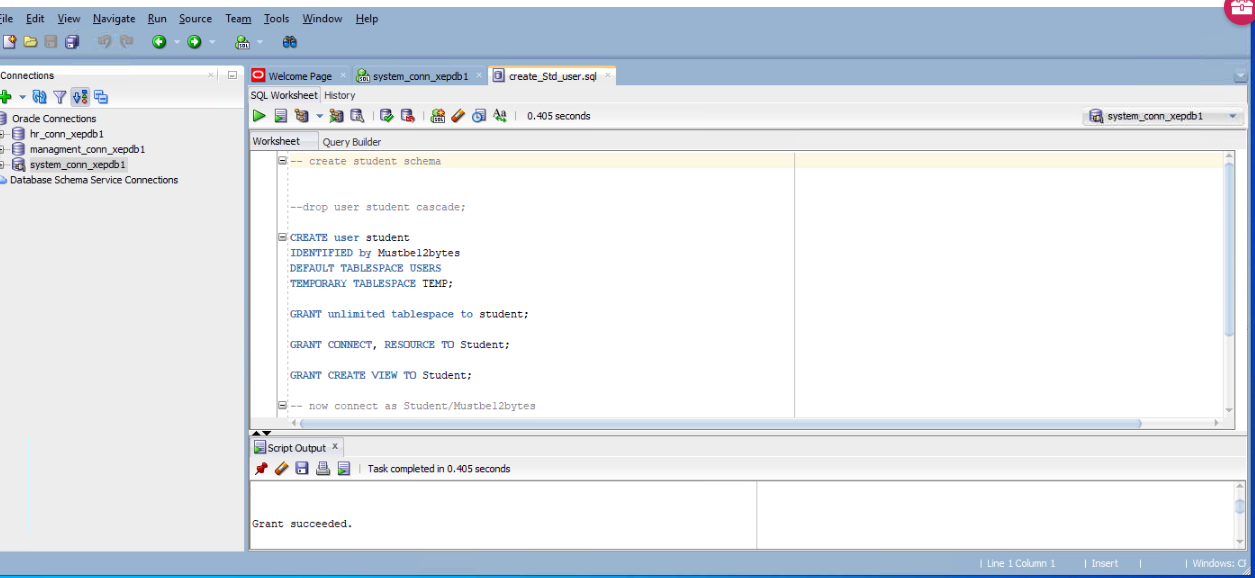 File Edit View Navigate Run Source Team Tools Window Help
Connections
Oracle Connections
hr_conn_xepdb1
managment_conn_xepdb1
system_conn_xepdb1
Database Schema Service Connections
Welcome Page system_conn_xepdb1 create_Std_user.sql
SQL Worksheet History
0.405 seconds
system_conn_xepdb1
Worksheet Query Builder
-- create student schema
--drop user student cascade;
CREATE user student
IDENTIFIED by Mustbe12bytes
DEFAULT TABLESPACE USERS
TEMPORARY TABLESPACE TEMP;
GRANT unlimited tablespace to student;
GRANT CONNECT, RESOURCE TO Student;
GRANT CREATE VIEW TO Student;
-- now connect as Student/Mustbe12bytes
Script Output
Task completed in 0.405 seconds
Grant succeeded.
Line 1 Column 1 Insert Windows: